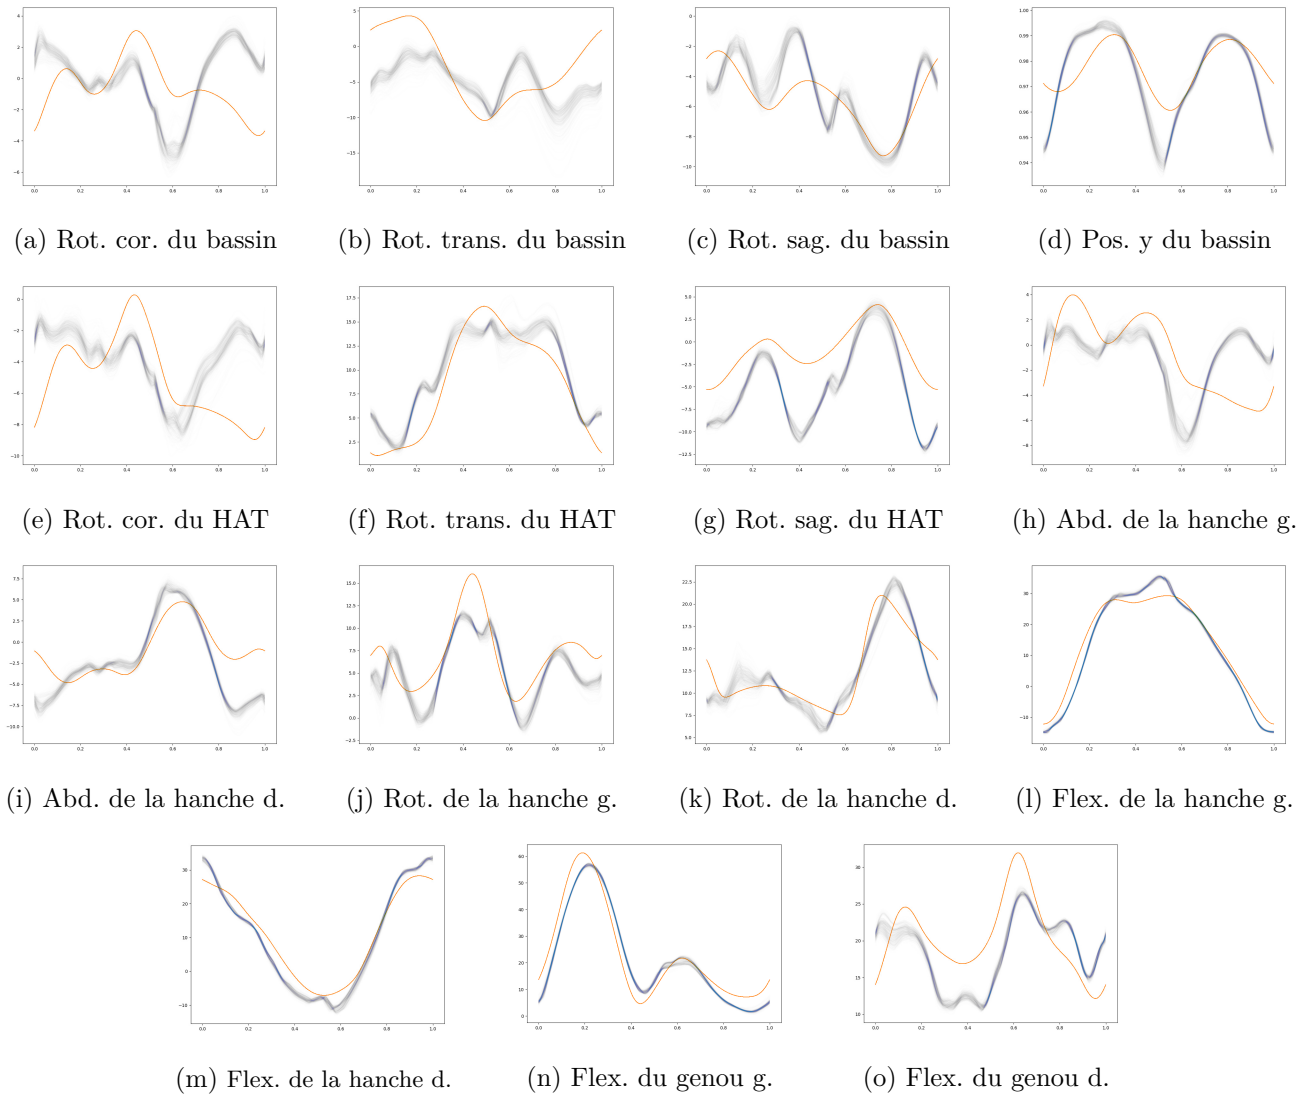 (a) Rot. cor. du bassin
(b) Rot. trans. du bassin
(c) Rot. sag. du bassin
(d) Pos. y du bassin
(e) Rot. cor. du HAT
(f) Rot. trans. du HAT
(g) Rot. sag. du HAT
(h) Abd. de la hanche g.
(i) Abd. de la hanche d.
(j) Rot. de la hanche g.
(k) Rot. de la hanche d.
(l) Flex. de la hanche g.
(m) Flex. de la hanche d.
(n) Flex. du genou g.
(o) Flex. du genou d.